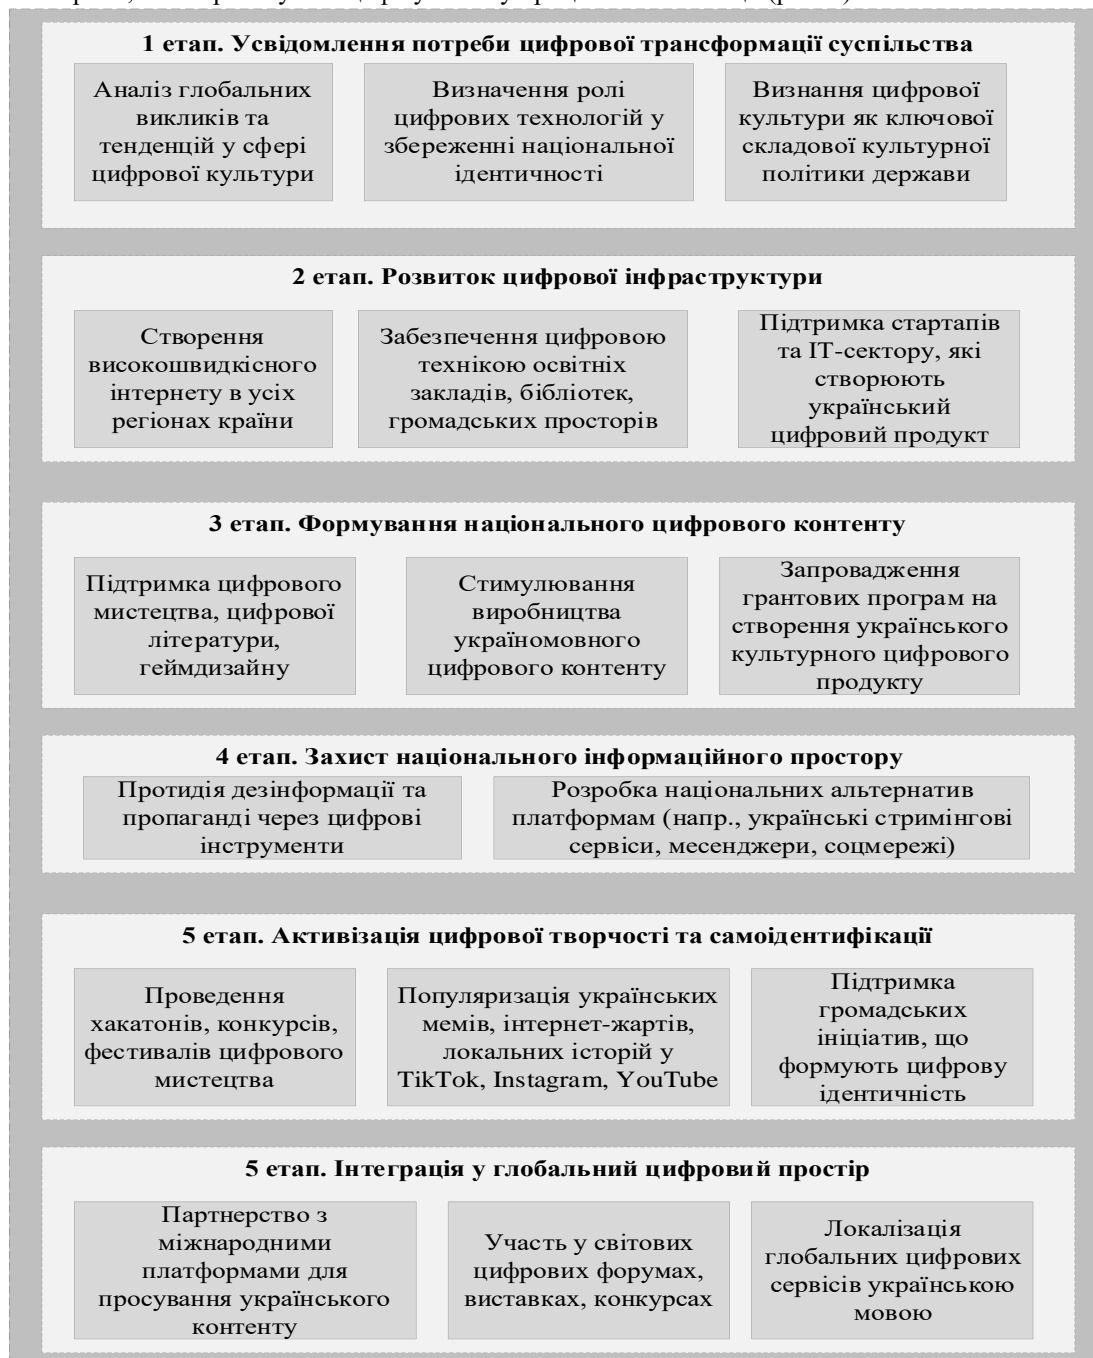 1 етап. Усвідомлення потреби цифрової трансформації суспільства
Аналіз глобальних
викликів та
тенденцій у сфері
цифрової культури
Визначення ролі
цифрових технологій у
збереженні національної
ідентичності
Визнання цифрової
культури як ключової
складової культурної
політики держави
2 етап. Розвиток цифрової інфраструктури
Створення
високошвидкісного
інтернету в усіх
регіонах країни
Забезпечення цифровою
технікою освітніх
закладів, бібліотек,
громадських просторів
Підтримка стартапів
та ІТ-сектору, які
створюють
український
цифровий продукт
3 етап. Формування національного цифрового контенту
Підтримка цифрового
мистецтва, цифрової
літератури,
геймдизайну
Стимулювання
виробництва
україномовного
цифрового контенту
Запровадження
грантових програм на
створення українського
культурного цифрового
продукту
4 етап. Захист національного інформаційного простору
Протидія дезінформації та
пропаганді через цифрові
інструменти
Розробка національних альтернатив
платформам (напр., українські стримінгові
сервіси, месенджери, соцмережі)
5 етап. Активізація цифрової творчості та самоідентифікації
Проведення
хакатонів, конкурсів,
фестивалів цифрового
мистецтва
Популяризація українських
мемів, інтернет-жартів,
локальних історій у
TikTok, Instagram, YouTube
Підтримка
громадських
ініціатив, що
формують цифрову
ідентичність
5 етап. Інтеграція у глобальний цифровий простір
Партнерство з
міжнародними
платформами для
просування українського
контенту
Участь у світових
цифрових форумах,
виставках, конкурсах
Локалізація
глобальних цифрових
сервісів українською
мовою